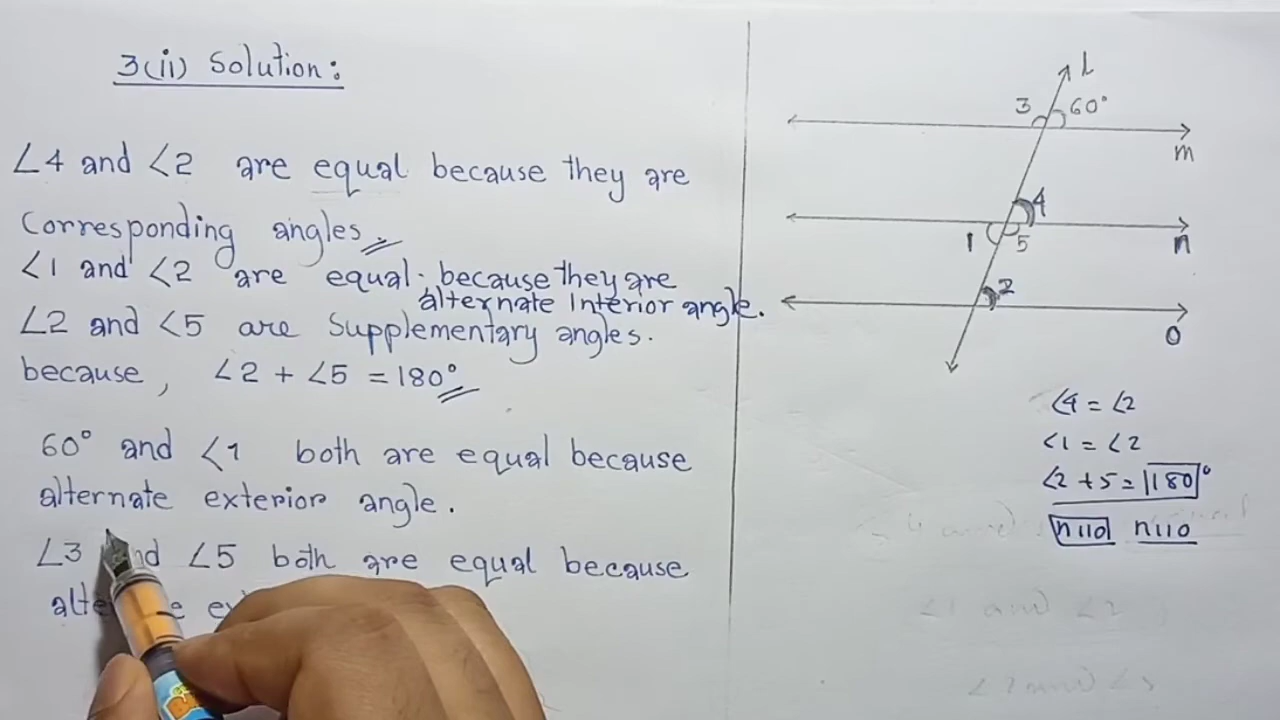 3(ii) Solution:
∠4 and ∠2 are equal because they are
Corresponding angles.
∠1 and ∠2 are equal; because they are
alternate Interior angle.
∠2 and ∠5 are Supplementary angles.
because, ∠2 + ∠5 = 180°
60° and ∠1 both are equal because
alternate exterior angle.
∠3 and ∠5 both are equal because
L
3 60°
m
4
1 5
n
2
O
∠4 = ∠2
∠1 = ∠2
∠2 + 5 = 180°
n11o n11o